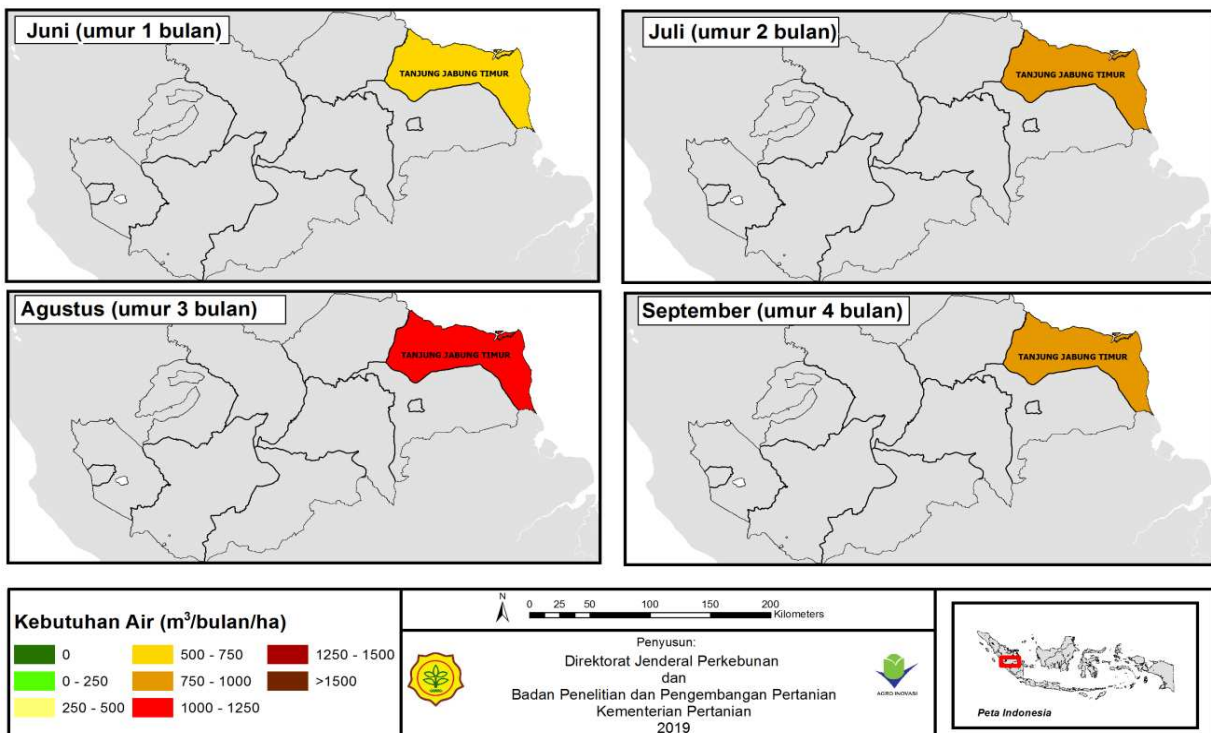 Juni (umur 1 bulan)
TANJUNG JABUNG TIMUR
Juli (umur 2 bulan)
TANJUNG JABUNG TIMUR
Agustus (umur 3 bulan)
TANJUNG JABUNG TIMUR
September (umur 4 bulan)
TANJUNG JABUNG TIMUR
Kebutuhan Air (m³/bulan/ha)
0
0 - 250
250 - 500
500 - 750
750 - 1000
1000 - 1250
1250 - 1500
>1500
N
0 25 50 100 150 200
Kilometers
Penyusun:
Direktorat Jenderal Perkebunan
dan
Badan Penelitian dan Pengembangan Pertanian
Kementerian Pertanian
2019
AGRO INOVASI
Peta Indonesia